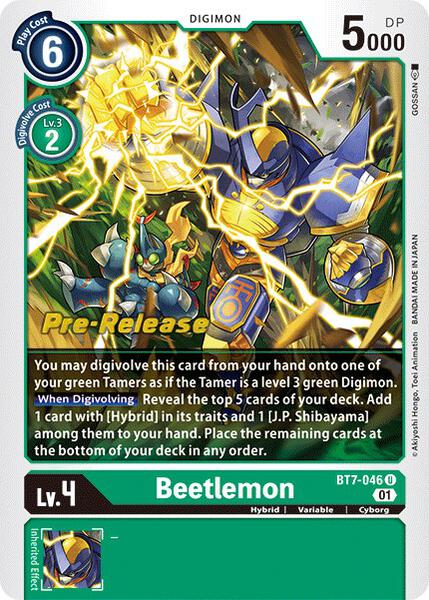 DIGIMON
Play Cost
6
DP
5000
Digivolve Cost
Lv.3
2
GOSSAN
©Akiyoshi Hongo, Toei Animation BANDAI MADE IN JAPAN
Pre-Release
You may digivolve this card from your hand onto one of
your green Tamers as if the Tamer is a level 3 green Digimon.
When Digivolving Reveal the top 5 cards of your deck. Add
1 card with [Hybrid] in its traits and 1 [J.P. Shibayama]
among them to your hand. Place the remaining cards at
the bottom of your deck in any order.
Lv.4
Beetlemon
BT7-046 U
01
Hybrid | Variable | Cyborg
Inherited Effect
–